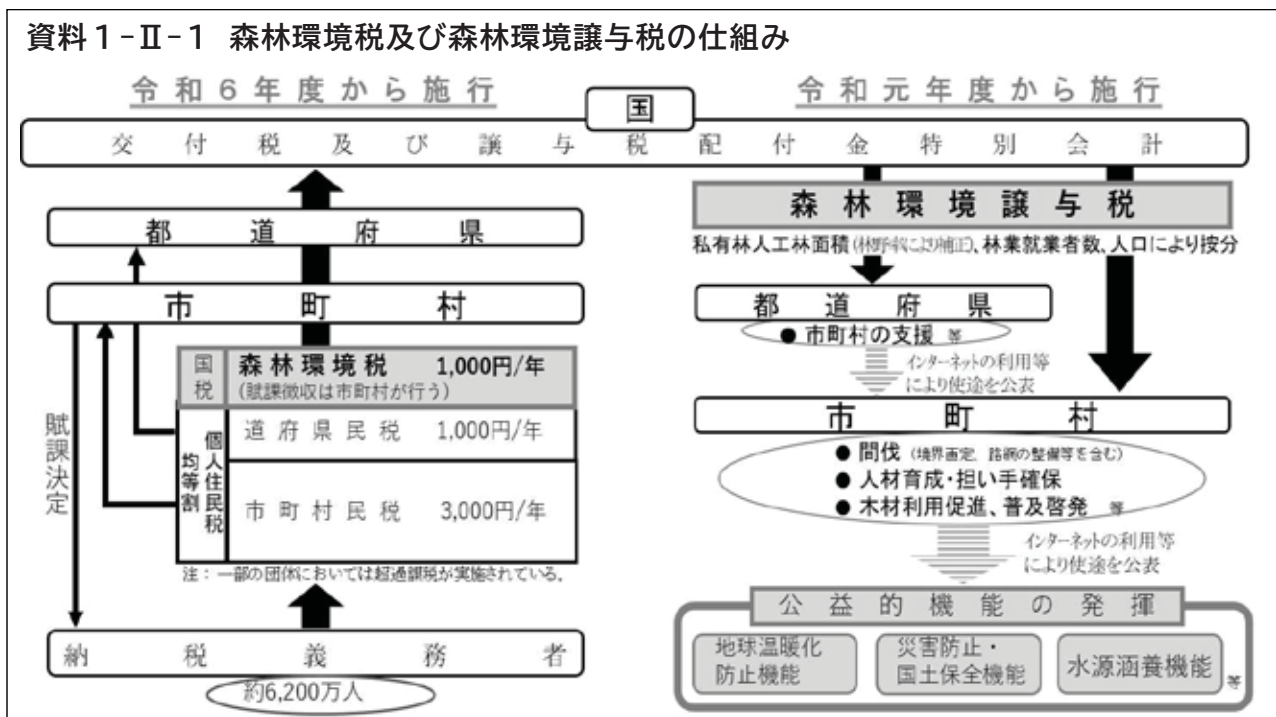 資料1-Ⅱ-1 森林環境税及び森林環境譲与税の仕組み
令和6年度から施行
令和元年度から施行
国
交付税及び譲与税配付金特別会計
都道府県
市町村
国税
森林環境税 1,000円/年
(賦課徴収は市町村が行う)
個人住民税
均等割
道府県民税 1,000円/年
市町村民税 3,000円/年
注:一部の団体においては超過課税が実施されている。
賦課決定
納税義務者
約6,200万人
森林環境譲与税
私有林人工林面積(林野率により補正)、林業就業者数、人口により按分
都道府県
● 市町村の支援 等
インターネットの利用等
により使途を公表
市町村
● 間伐(境界画定、路網の整備等を含む)
● 人材育成・担い手確保
● 木材利用促進、普及啓発 等
インターネットの利用等
により使途を公表
公益的機能の発揮
地球温暖化
防止機能
災害防止・
国土保全機能
水源涵養機能
等